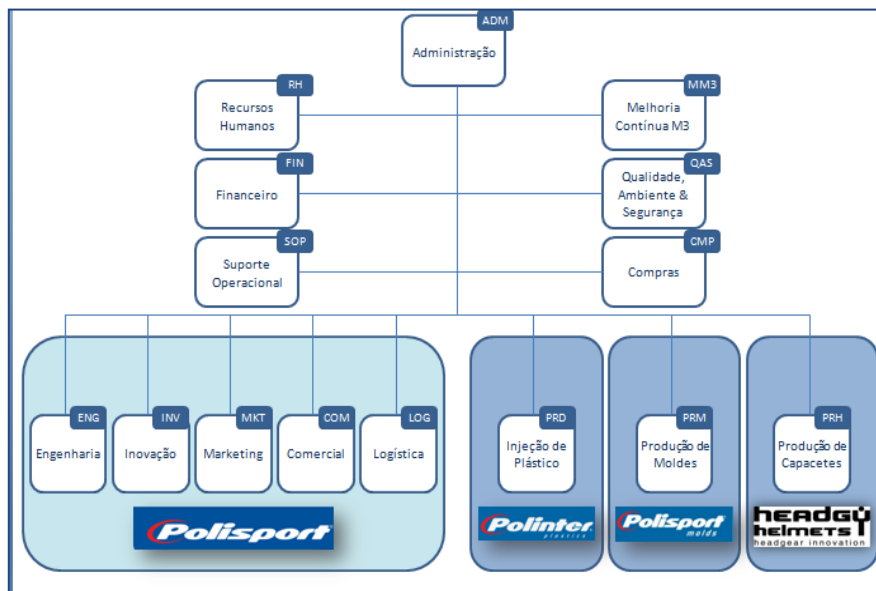 ADM
Administração
RH
Recursos
Humanos
MM3
Melhoria
Contínua M3
FIN
Financeiro
QAS
Qualidade,
Ambiente &
Segurança
SOP
Suporte
Operacional
CMP
Compras
ENG
Engenharia
INV
Inovação
MKT
Marketing
COM
Comercial
LOG
Logística
PRD
Injeção de
Plástico
PRM
Produção de
Moldes
PRH
Produção de
Capacetes
Polisport
Polinter
plastics
Polisport
molds
HEADGY
HELMETS
headgear innovation